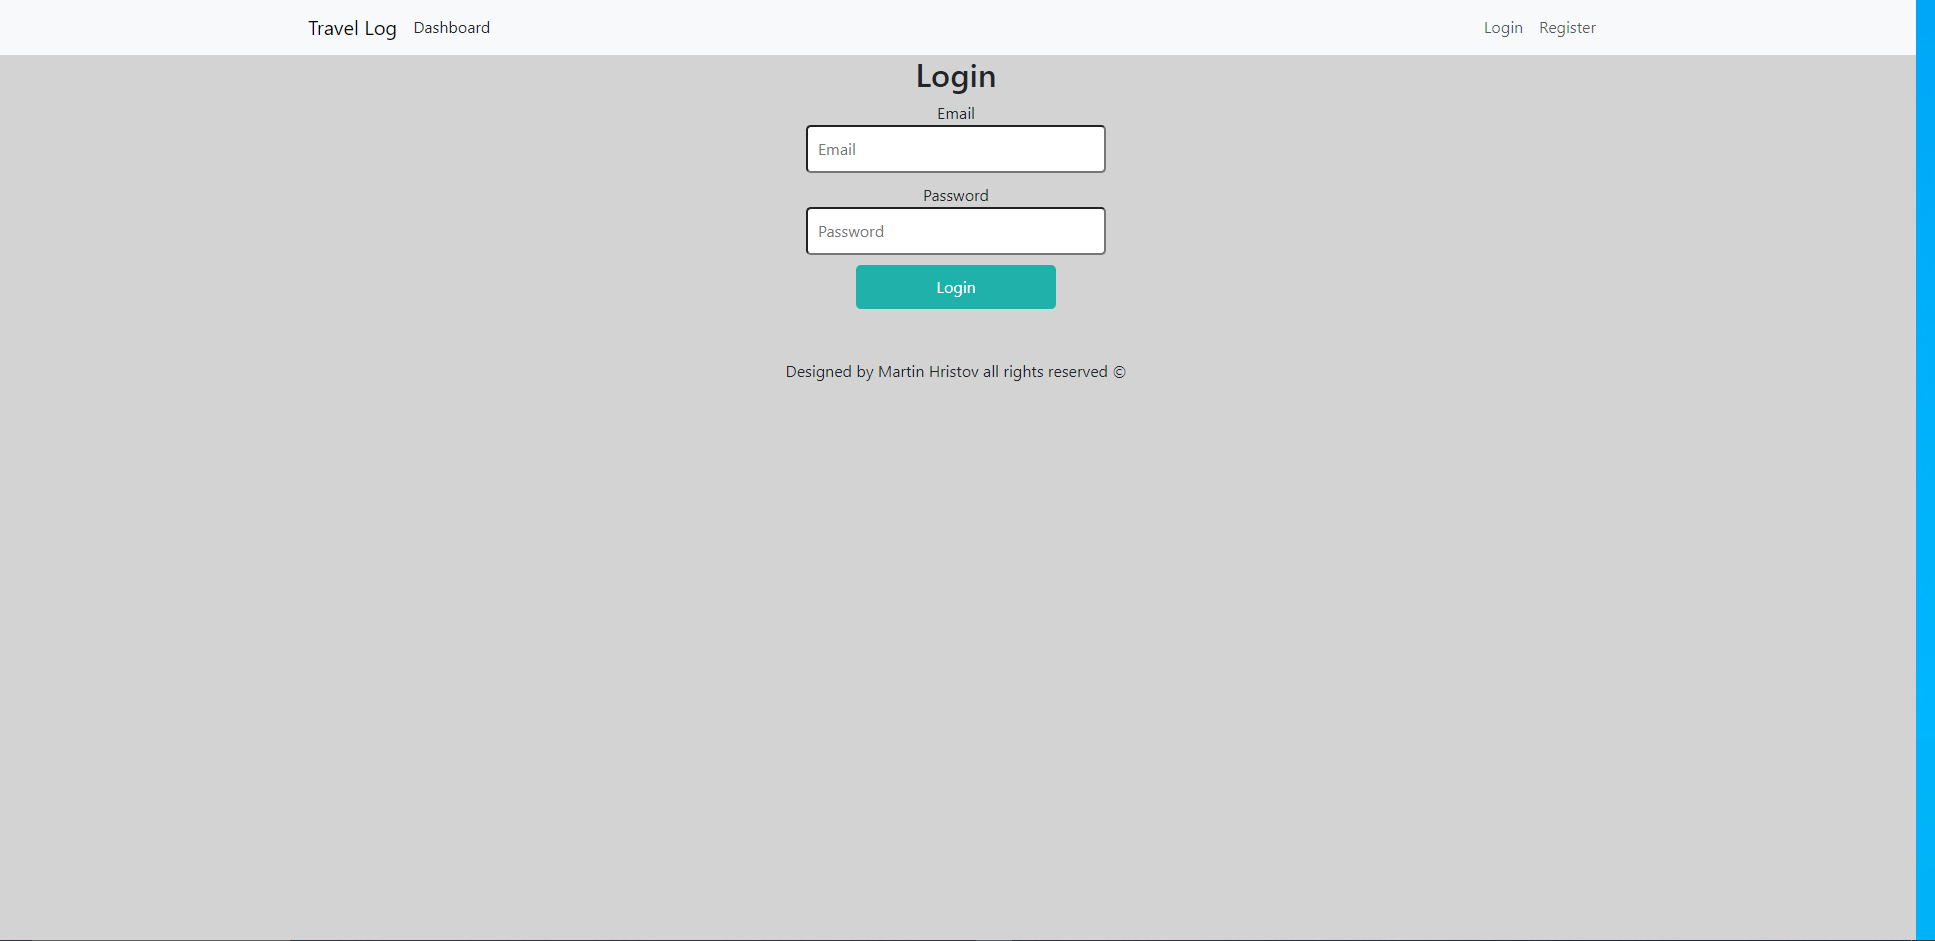 Travel Log Dashboard Login Register
Login
Email
Email
Password
Password
Login
Designed by Martin Hristov all rights reserved ©